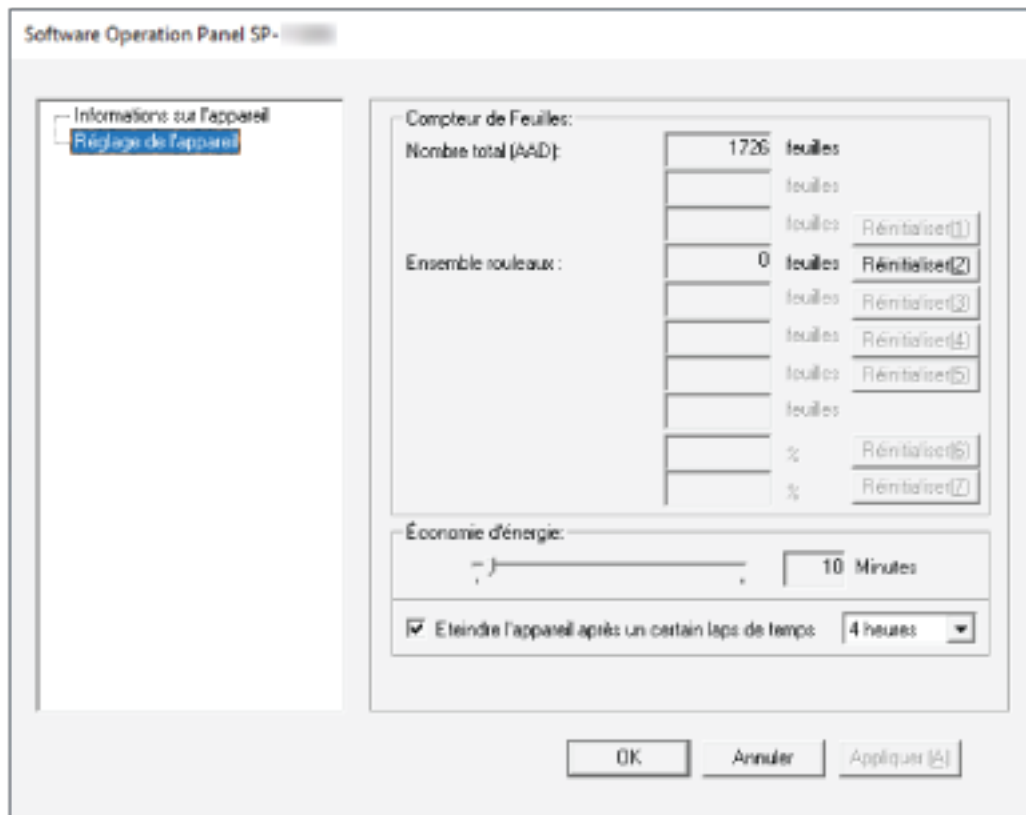 Software Operation Panel SP-
Informations sur l'appareil
Réglage de l'appareil
Compteur de Feuilles:
Nombre total (AAD): 1726 feuilles
feuilles
feuilles Réinitialiser(1)
Ensemble rouleaux : 0 feuilles Réinitialiser(2)
feuilles Réinitialiser(3)
feuilles Réinitialiser(4)
feuilles Réinitialiser(5)
feuilles
% Réinitialiser(6)
% Réinitialiser(7)
Économie d'énergie:
10 Minutes
Eteindre l'appareil après un certain laps de temps 4 heures
OK Annuler Appliquer (A)